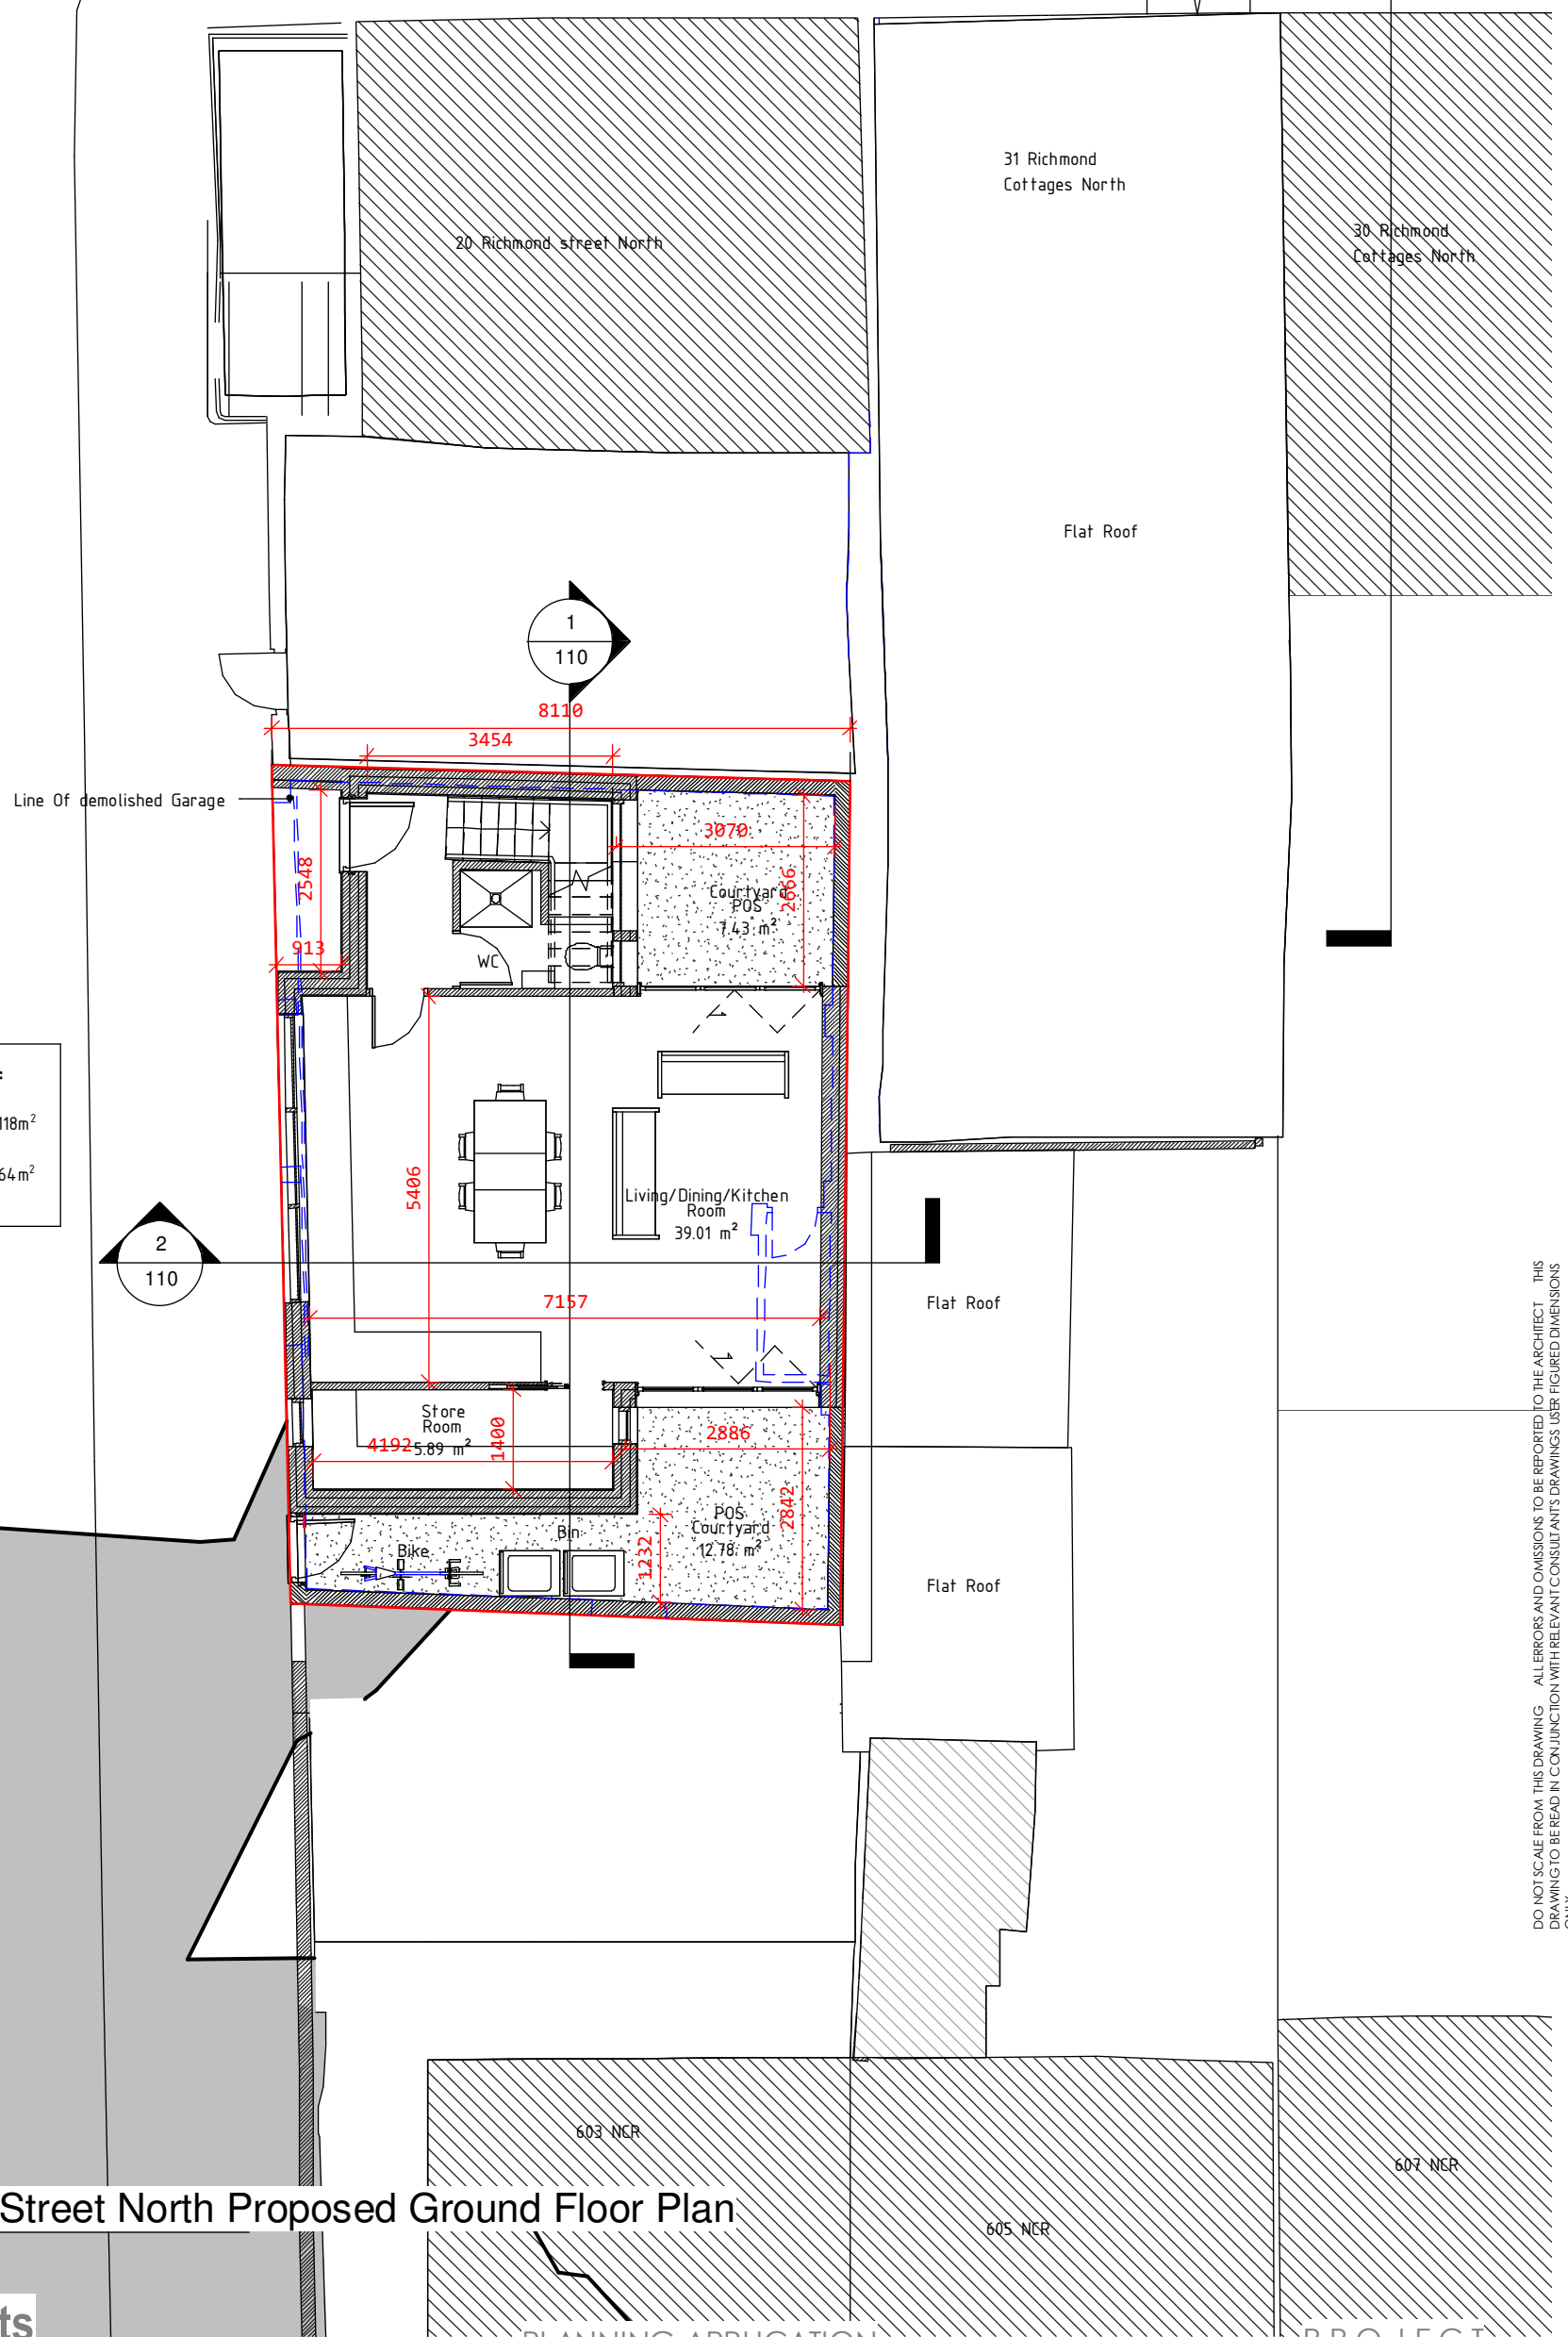 31 Richmond
Cottages North
20 Richmond street North
30 Richmond
Cottages North
Flat Roof
1
110
8110
3454
Line Of demolished Garage
3070
2548
2666
Courtyard
POS
7.43 m²
913
WC
:
118m²
64m²
5406
Living/Dining/Kitchen
Room
39.01 m²
2
110
7157
Flat Roof
Store
Room
5.89 m²
4192
1400
2886
2842
POS
Courtyard
12.78 m²
Bin
Bike
1232
Flat Roof
DO NOT SCALE FROM THIS DRAWING ALL ERRORS AND OMISSIONS TO BE REPORTED TO THE ARCHITECT THIS
DRAWING TO BE READ IN CONJUNCTION WITH RELEVANT CONSULTANTS DRAWINGS USER FIGURED DIMENSIONS
603 NCR
607 NCR
Street North Proposed Ground Floor Plan
605 NCR
ts
PLANNING APPLICATION
PROJECT